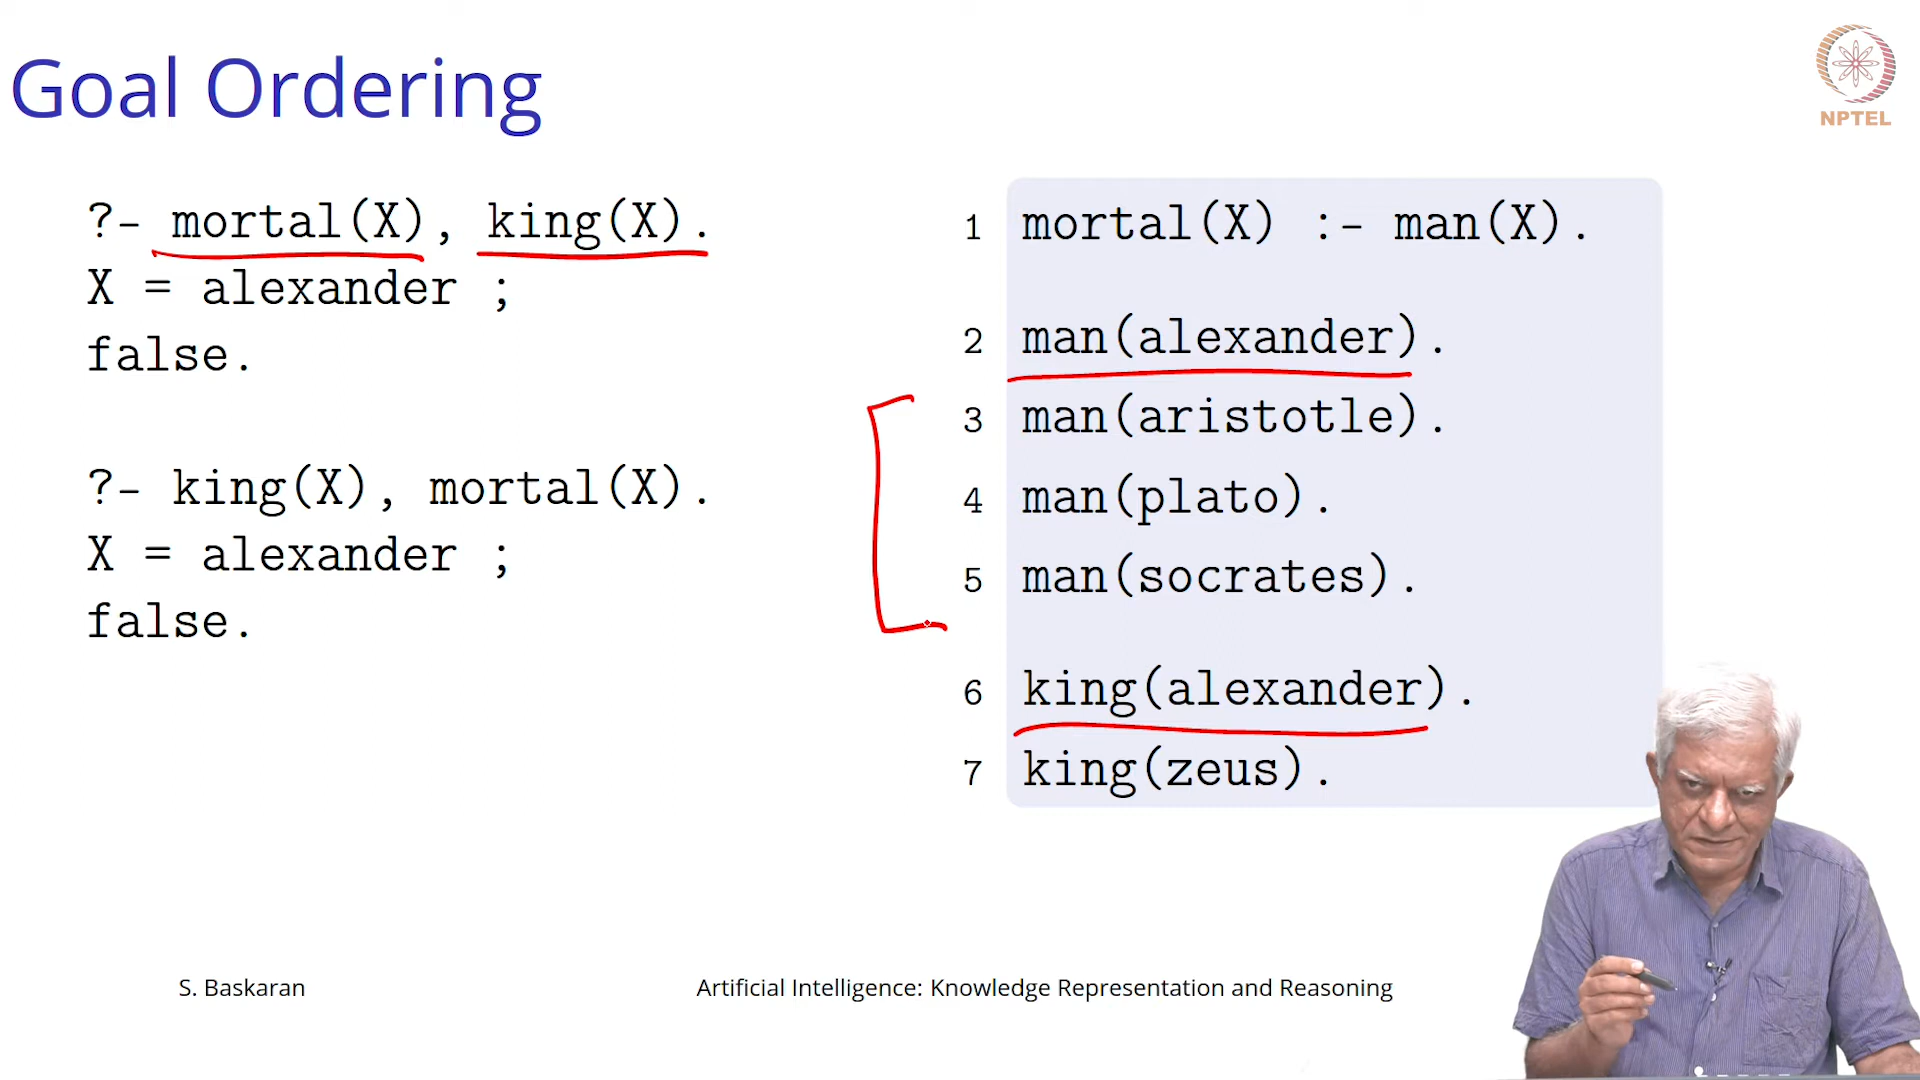 Goal Ordering
NPTEL
?- mortal(X), king(X).
X = alexander ;
false.
?- king(X), mortal(X).
X = alexander ;
false.
1 mortal(X) :- man(X).
2 man(alexander).
3 man(aristotle).
4 man(plato).
5 man(socrates).
6 king(alexander).
7 king(zeus).
S. Baskaran
Artificial Intelligence: Knowledge Representation and Reasoning